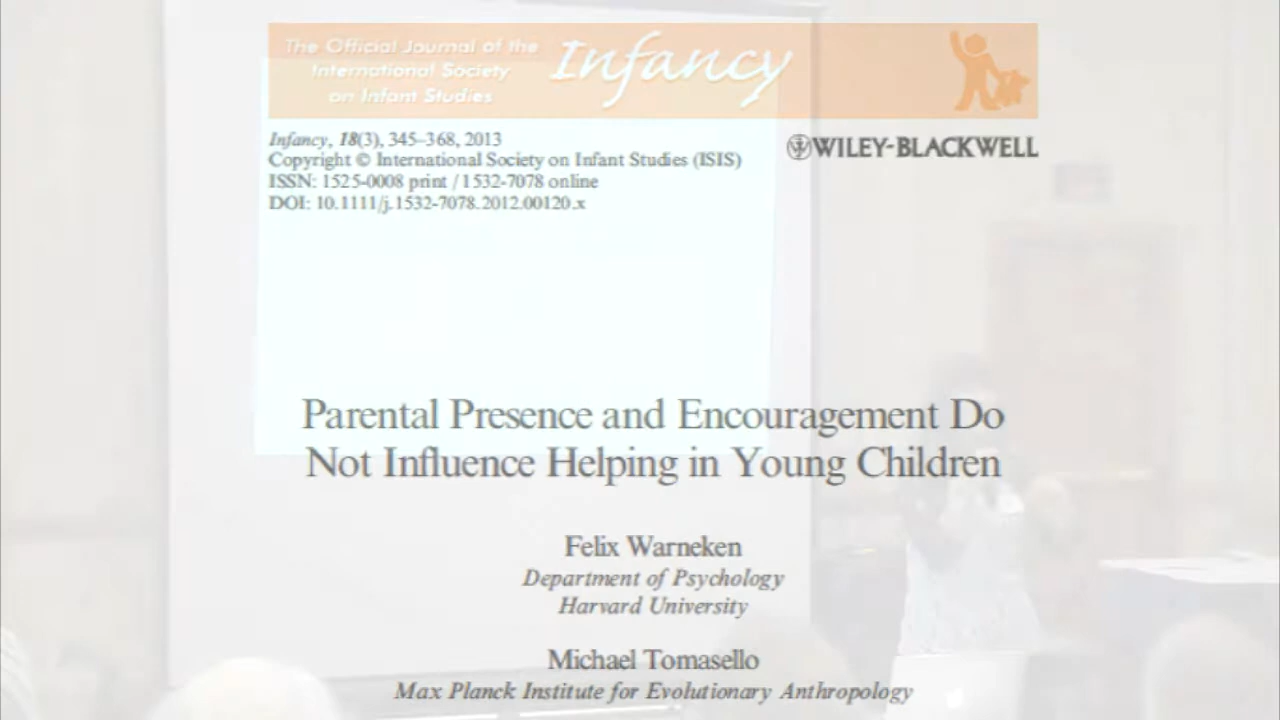 The Official Journal of the
International Society
on Infant Studies
Infancy
Infancy, 18(3), 345–368, 2013
Copyright © International Society on Infant Studies (ISIS)
ISSN: 1525-0008 print / 1532-7078 online
DOI: 10.1111/j.1532-7078.2012.00120.x
WILEY-BLACKWELL
Parental Presence and Encouragement Do
Not Influence Helping in Young Children
Felix Warneken
Department of Psychology
Harvard University
Michael Tomasello
Max Planck Institute for Evolutionary Anthropology